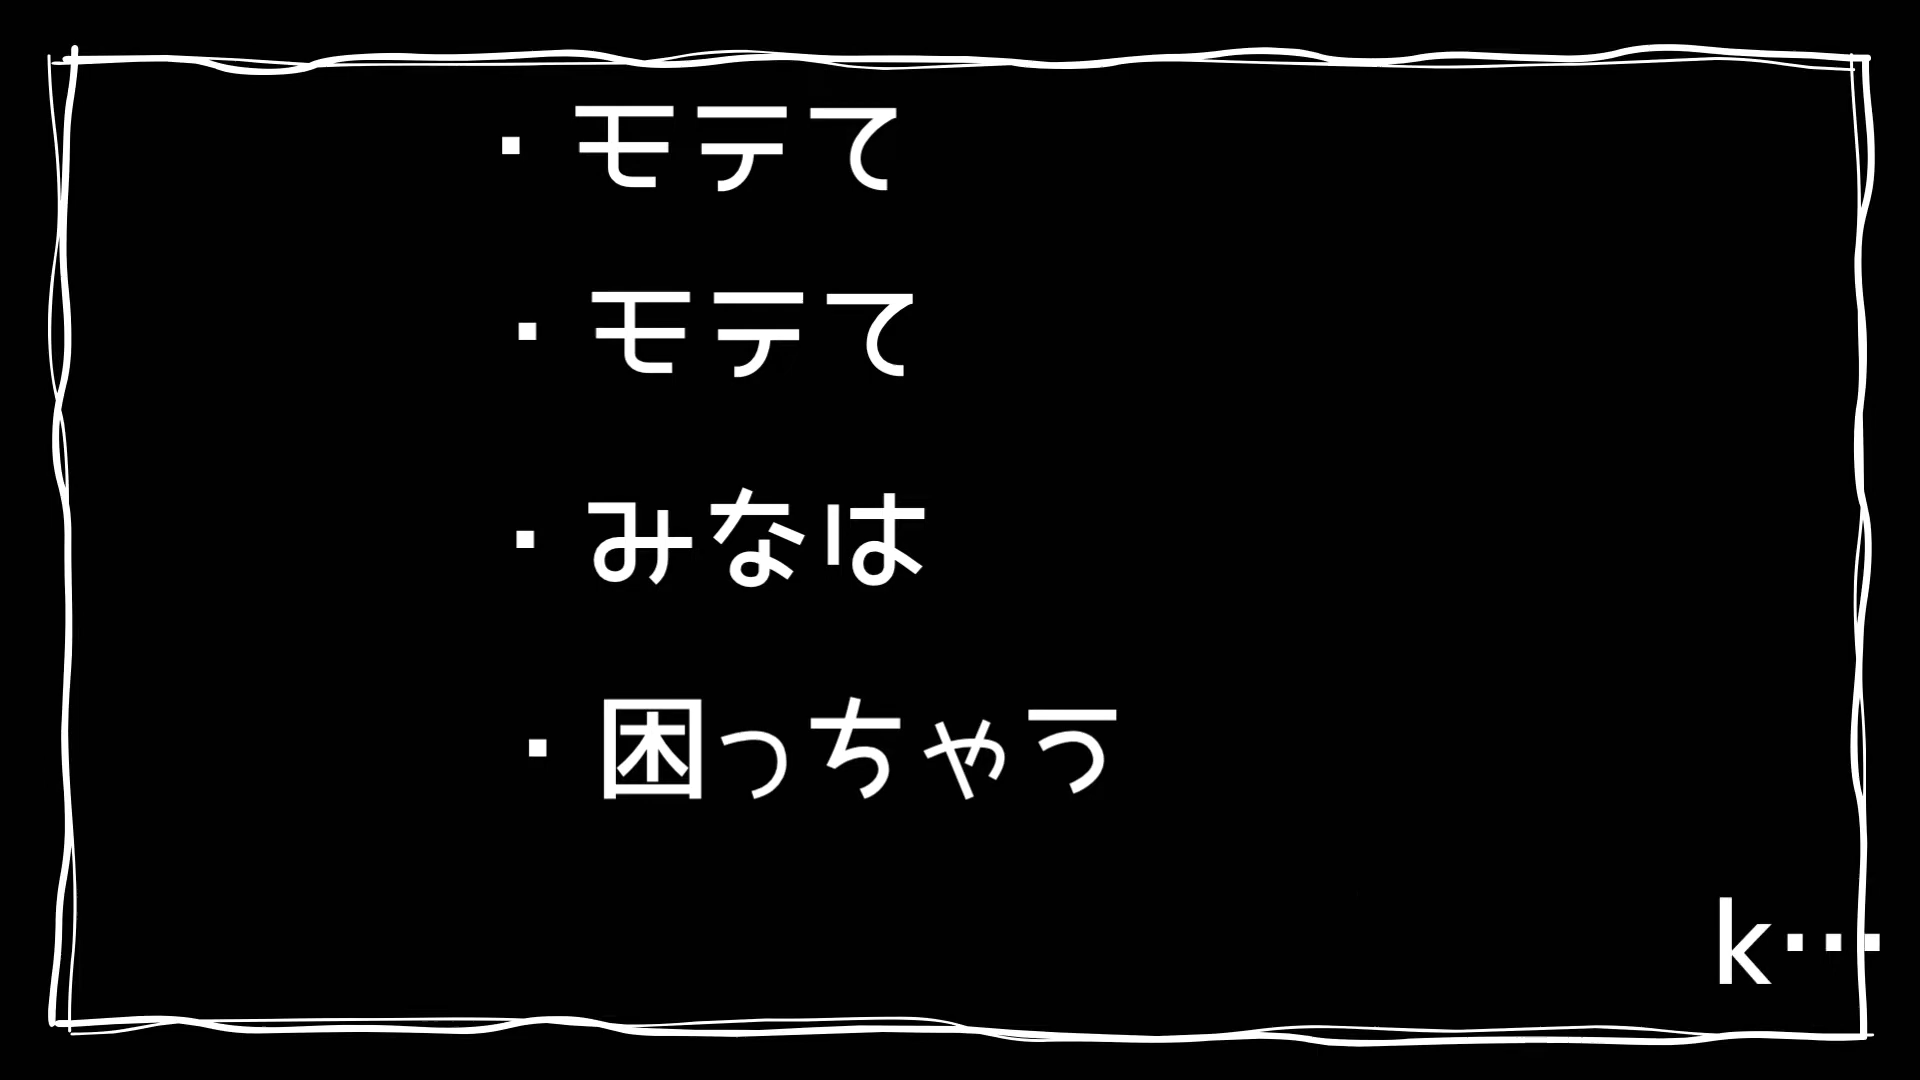 ・モテて
・モテて
・みなは
・困っちゃう
k…